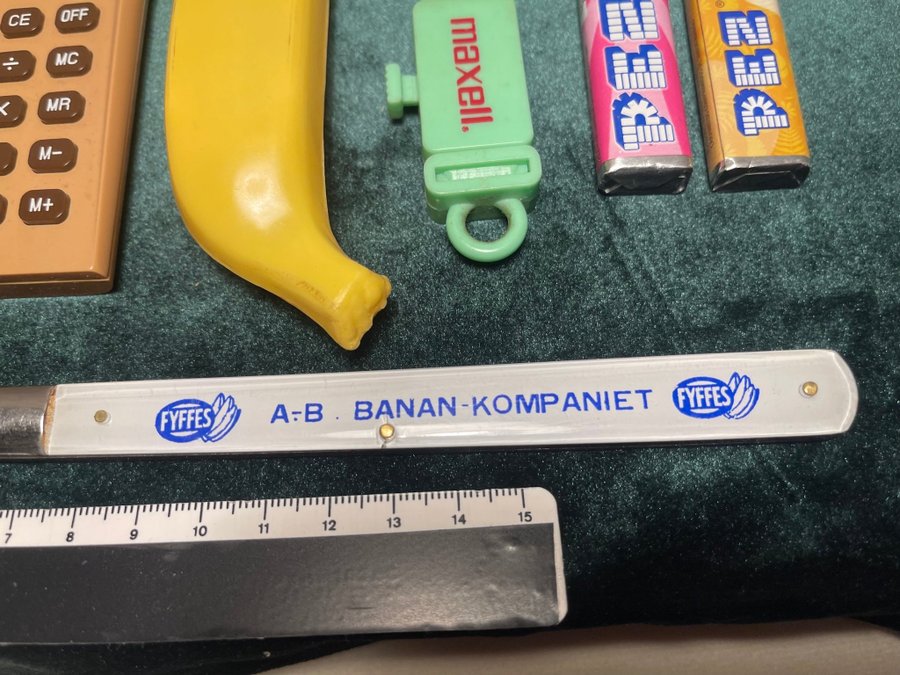 CE OFF
÷ MC
× MR
M−
M+
maxell
PEZ
PEZ
FYFFES A-B. BANAN-KOMPANIET FYFFES
7 8 9 10 11 12 13 14 15